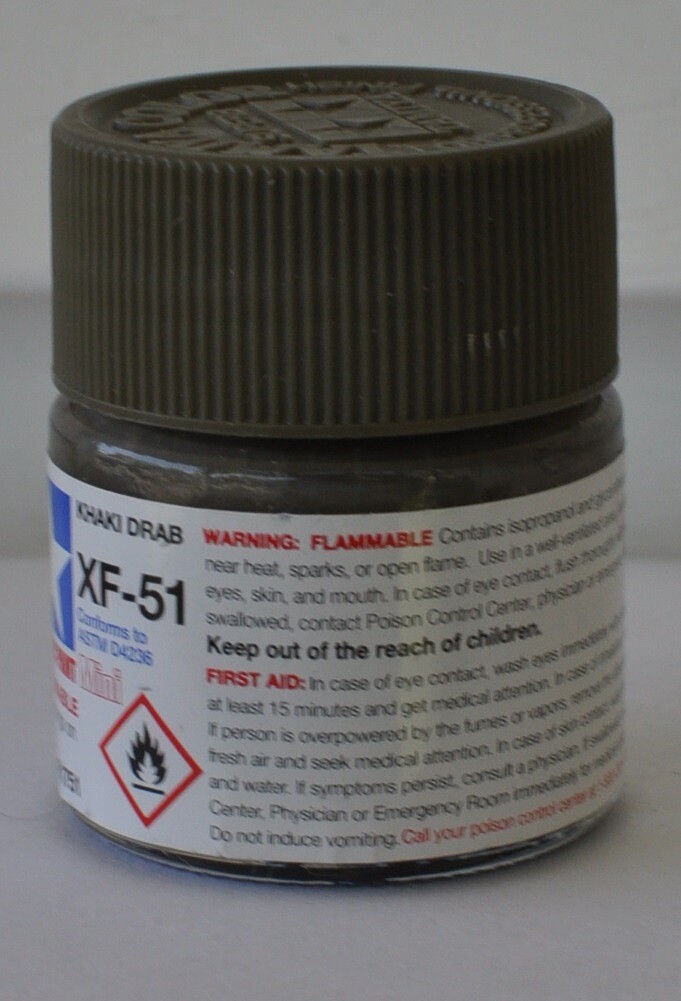 KHAKI DRAB
XF-51
Conforms to
ASTM D4236
Mini
WARNING: FLAMMABLE Contains isopropanol and
near heat, sparks, or open flame. Use in a well-ventilated
eyes, skin, and mouth. In case of eye contact, flush
swallowed, contact Poison Control Center, physician or
Keep out of the reach of children.
FIRST AID: In case of eye contact, wash eyes immediate
at least 15 minutes and get medical attention. In case of
If person is overpowered by the fumes or vapors, remove
fresh air and seek medical attention. In case of skin contact,
and water. If symptoms persist, consult a physician. If
Center, Physician or Emergency Room immediately for
Do not induce vomiting. Call your poison control center at